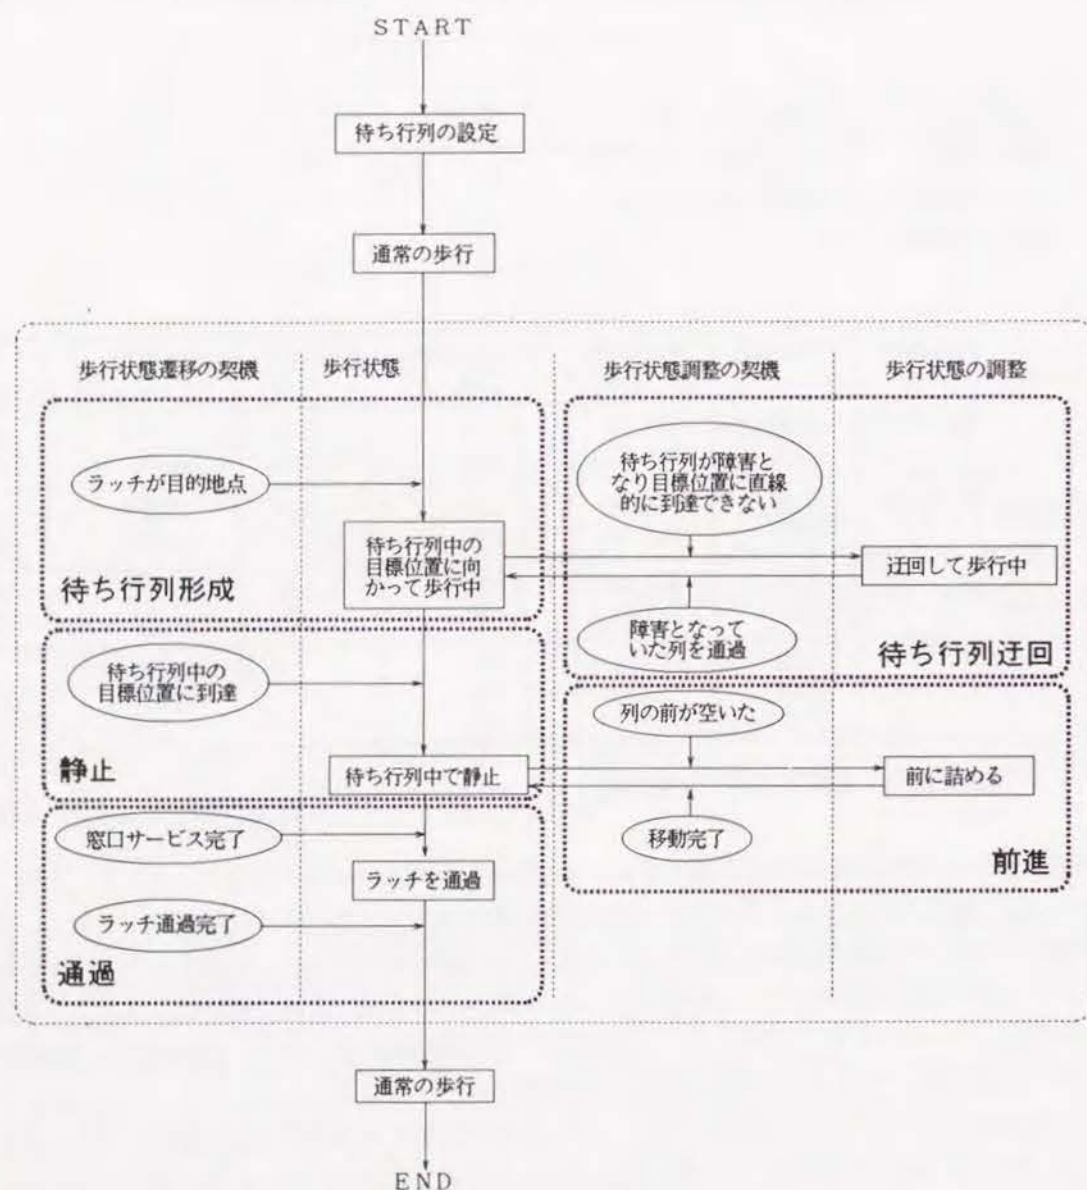 START
待ち行列の設定
通常の歩行
歩行状態遷移の契機
歩行状態
歩行状態調整の契機
歩行状態の調整
ラッチが目的地点
待ち行列中の
目標位置に向
かって歩行中
待ち行列形成
待ち行列が障害と
なり目標位置に直線
的に到達できない
迂回して歩行中
障害となって
いた列を通過
待ち行列迂回
待ち行列中の
目標位置に到達
静止
待ち行列中で静止
列の前が空いた
前に詰める
移動完了
前進
窓口サービス完了
ラッチを通過
ラッチ通過完了
通過
通常の歩行
END